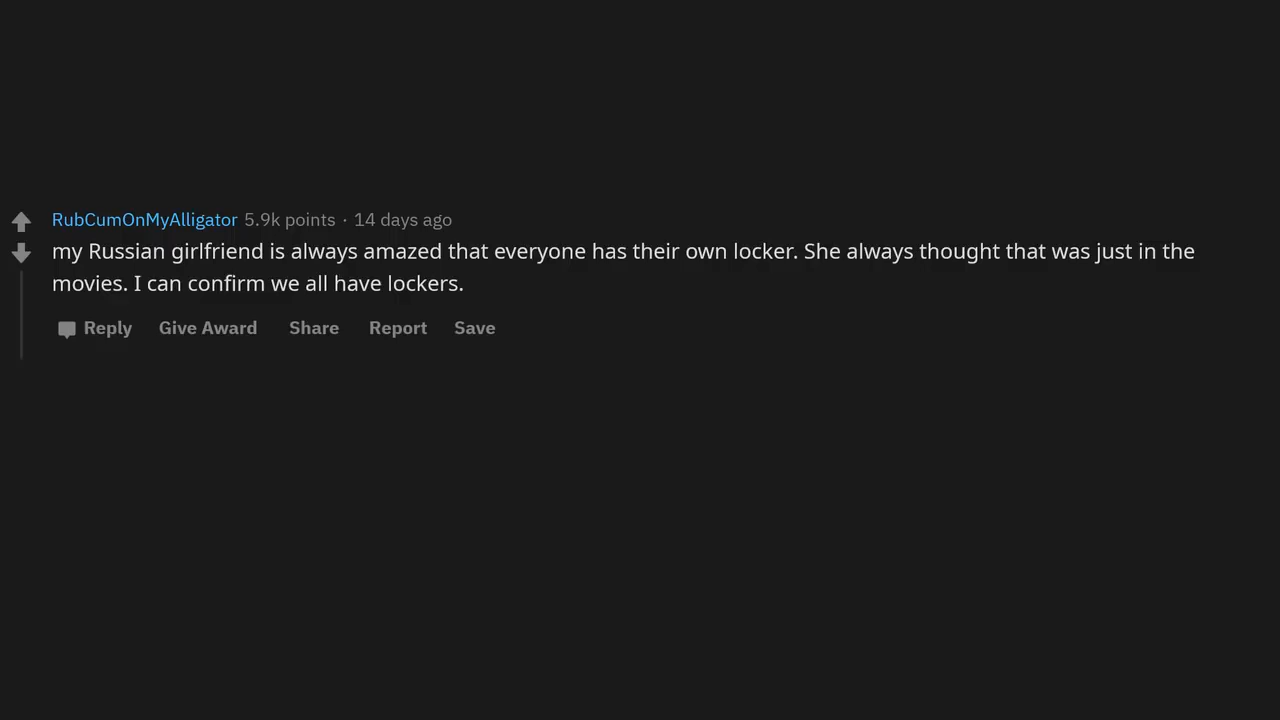 RubCumOnMyAlligator 5.9k points · 14 days ago
my Russian girlfriend is always amazed that everyone has their own locker. She always thought that was just in the
movies. I can confirm we all have lockers.
Reply Give Award Share Report Save